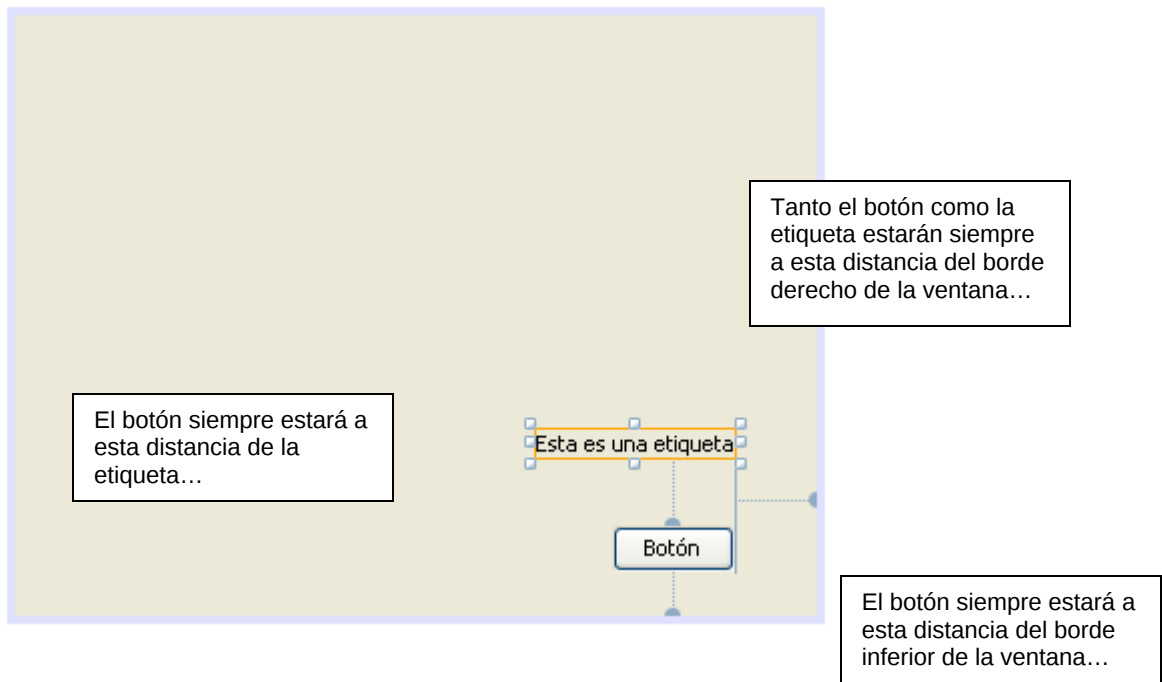 Tanto el botón como la
etiqueta estarán siempre
a esta distancia del borde
derecho de la ventana…
El botón siempre estará a
esta distancia de la
etiqueta…
Esta es una etiqueta
Botón
El botón siempre estará a
esta distancia del borde
inferior de la ventana…